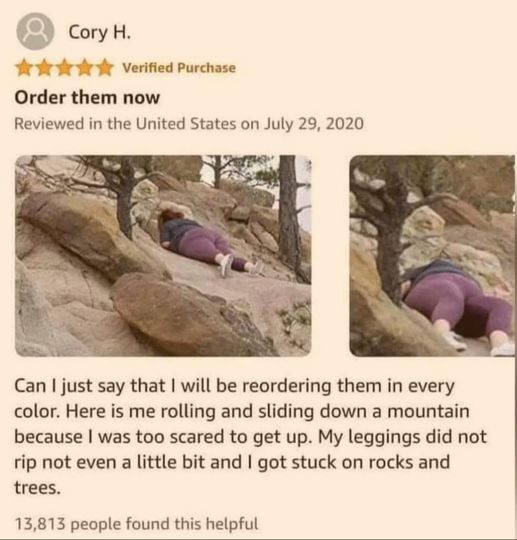 Cory H.
Verified Purchase
Order them now
Reviewed in the United States on July 29, 2020
Can I just say that I will be reordering them in every
color. Here is me rolling and sliding down a mountain
because I was too scared to get up. My leggings did not
rip not even a little bit and I got stuck on rocks and
trees.
13,813 people found this helpful